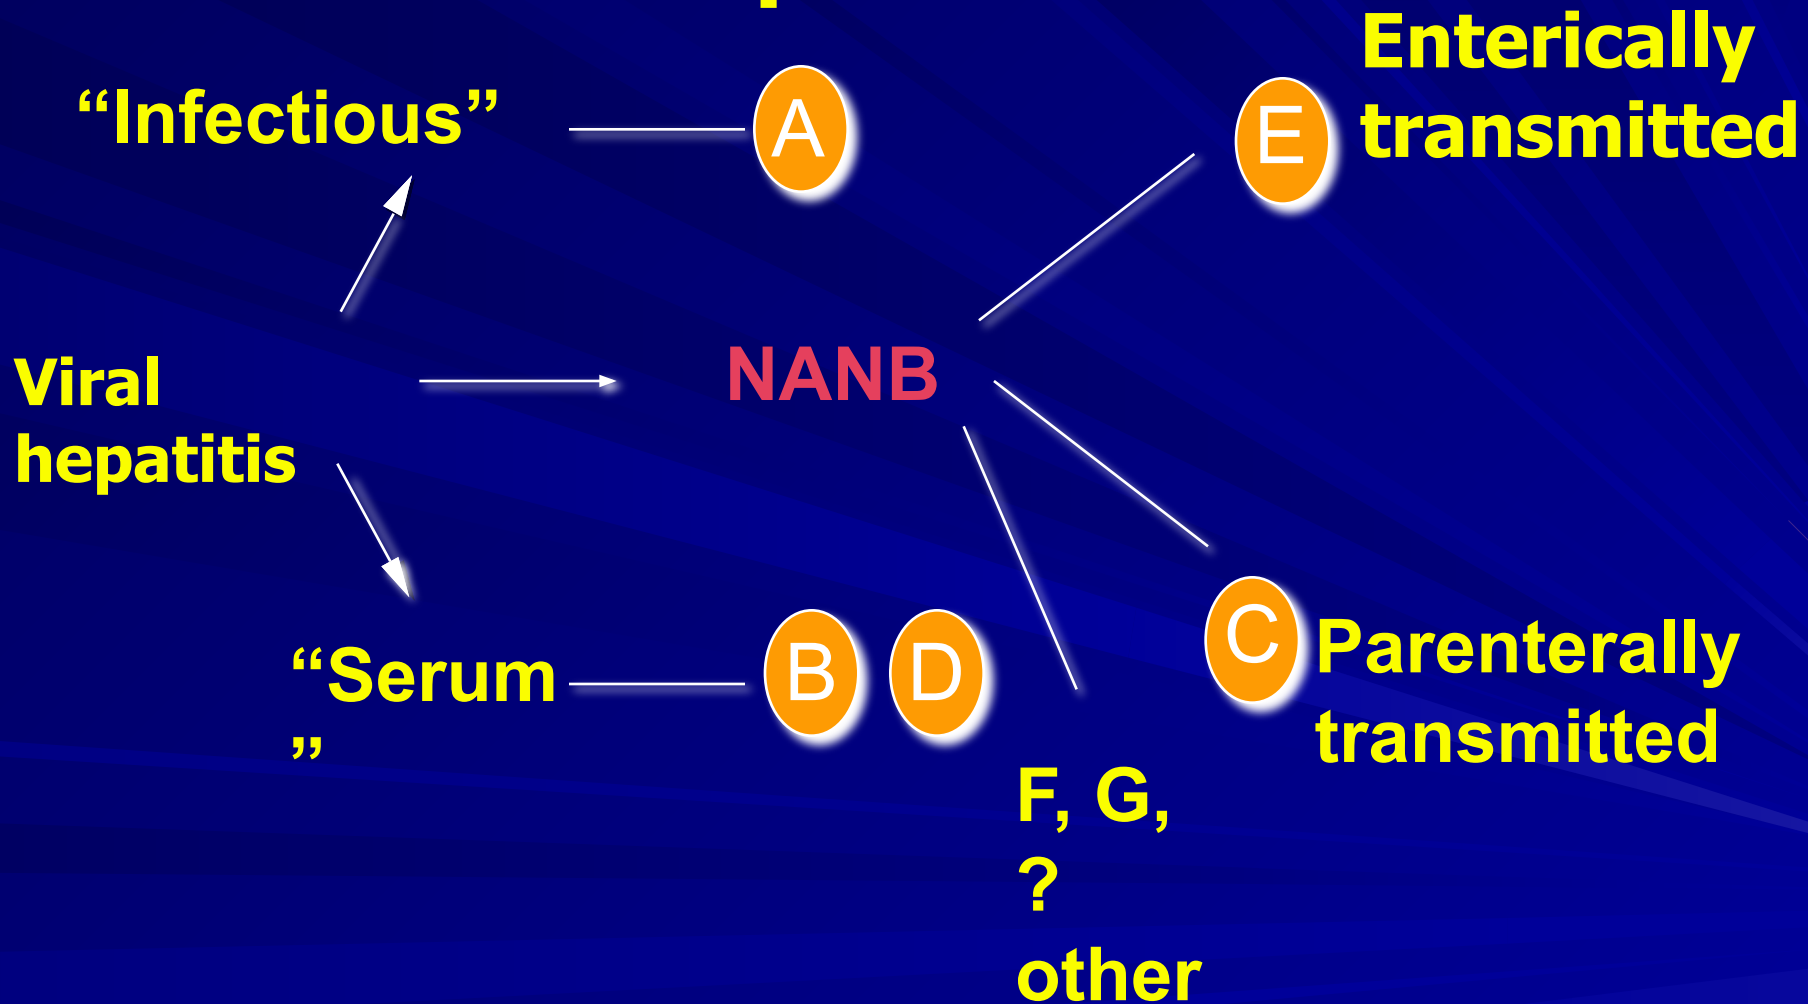 “Infectious”
A
E
Enterically
transmitted
Viral
hepatitis
NANB
“Serum
”
B
D
C
Parenterally
transmitted
F, G,
?
other